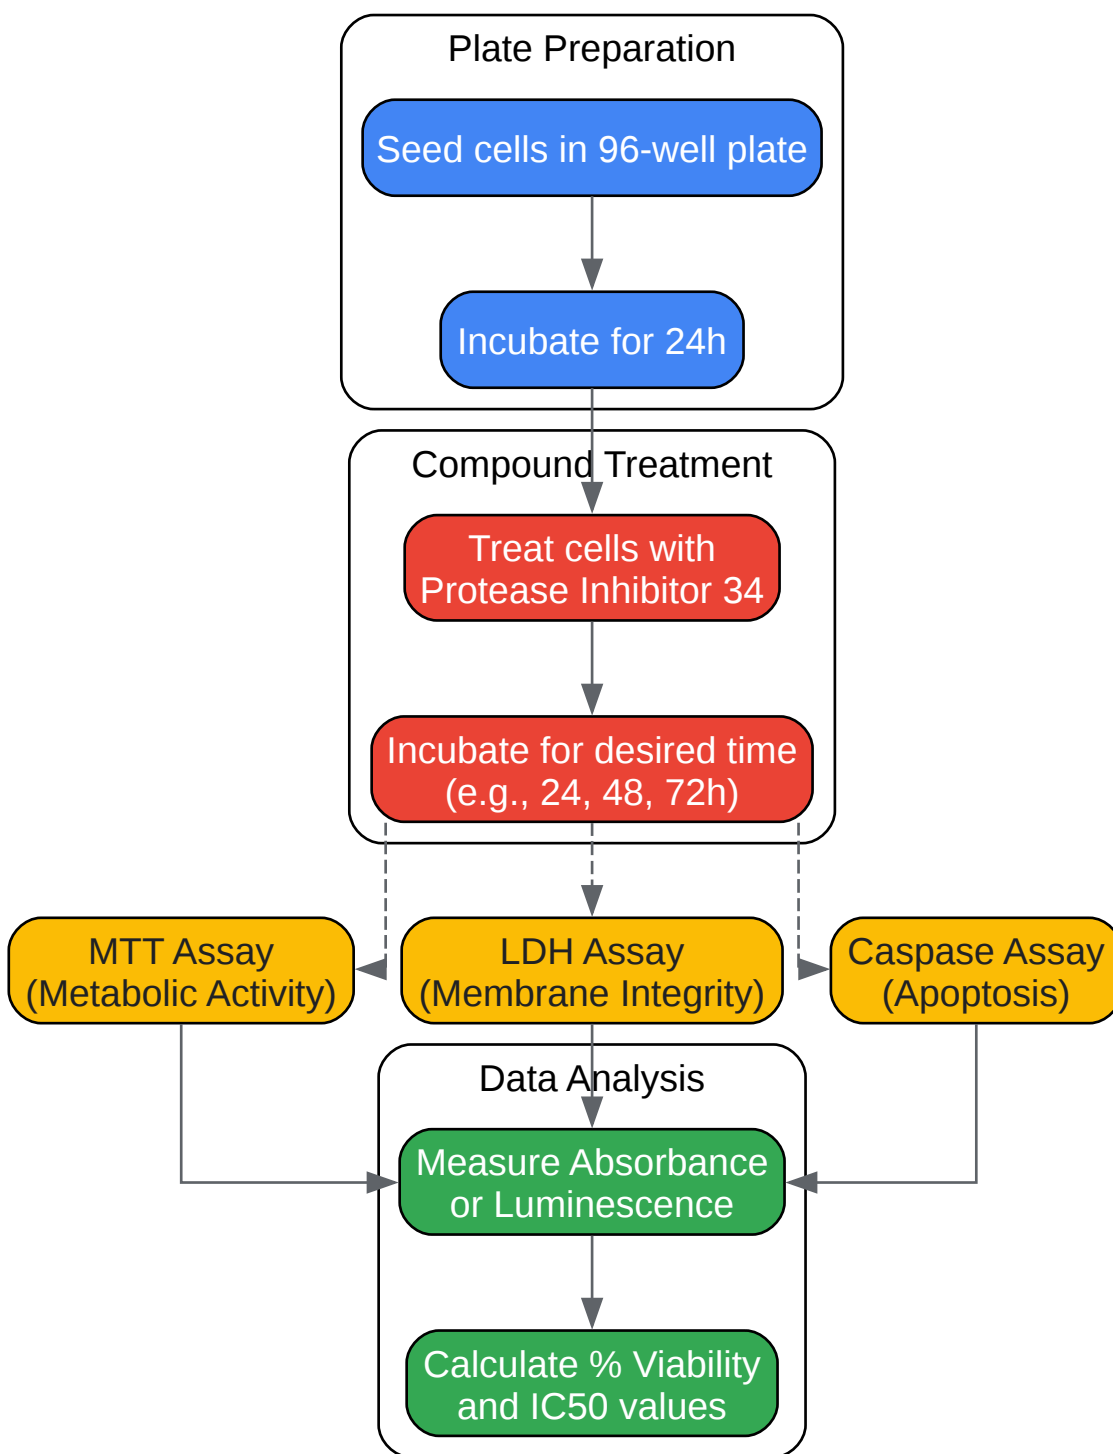 Plate Preparation
Seed cells in 96-well plate
Incubate for 24h
Compound Treatment
Treat cells with
Protease Inhibitor 34
Incubate for desired time
(e.g., 24, 48, 72h)
MTT Assay
(Metabolic Activity)
LDH Assay
(Membrane Integrity)
Caspase Assay
(Apoptosis)
Data Analysis
Measure Absorbance
or Luminescence
Calculate % Viability
and IC50 values